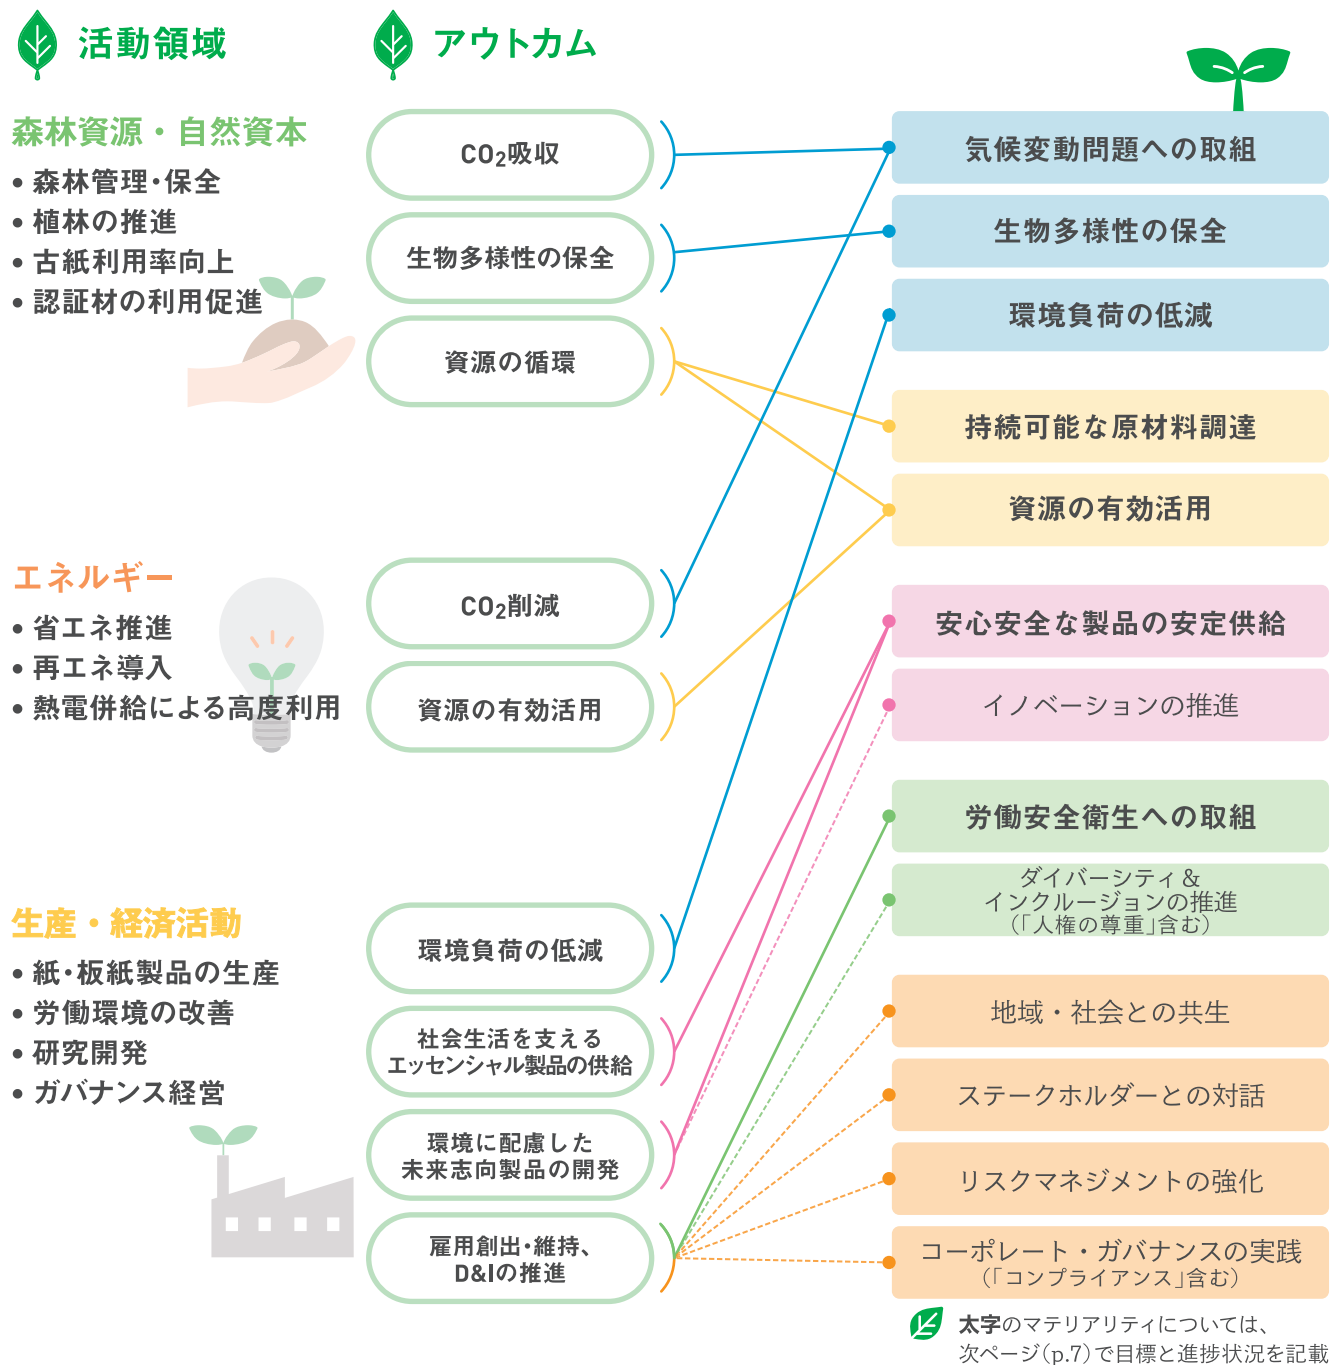 活動領域
アウトカム
森林資源・自然資本
• 森林管理・保全
• 植林の推進
• 古紙利用率向上
• 認証材の利用促進
CO₂吸収
生物多様性の保全
資源の循環
エネルギー
• 省エネ推進
• 再エネ導入
• 熱電併給による高度利用
CO₂削減
資源の有効活用
生産・経済活動
• 紙・板紙製品の生産
• 労働環境の改善
• 研究開発
• ガバナンス経営
環境負荷の低減
社会生活を支える
エッセンシャル製品の供給
環境に配慮した
未来志向製品の開発
雇用創出・維持、
D&Iの推進
気候変動問題への取組
生物多様性の保全
環境負荷の低減
持続可能な原材料調達
資源の有効活用
安心安全な製品の安定供給
イノベーションの推進
労働安全衛生への取組
ダイバーシティ＆
インクルージョンの推進
（「人権の尊重」含む）
地域・社会との共生
ステークホルダーとの対話
リスクマネジメントの強化
コーポレート・ガバナンスの実践
（「コンプライアンス」含む）
太字のマテリアリティについては、
次ページ（p.7）で目標と進捗状況を記載